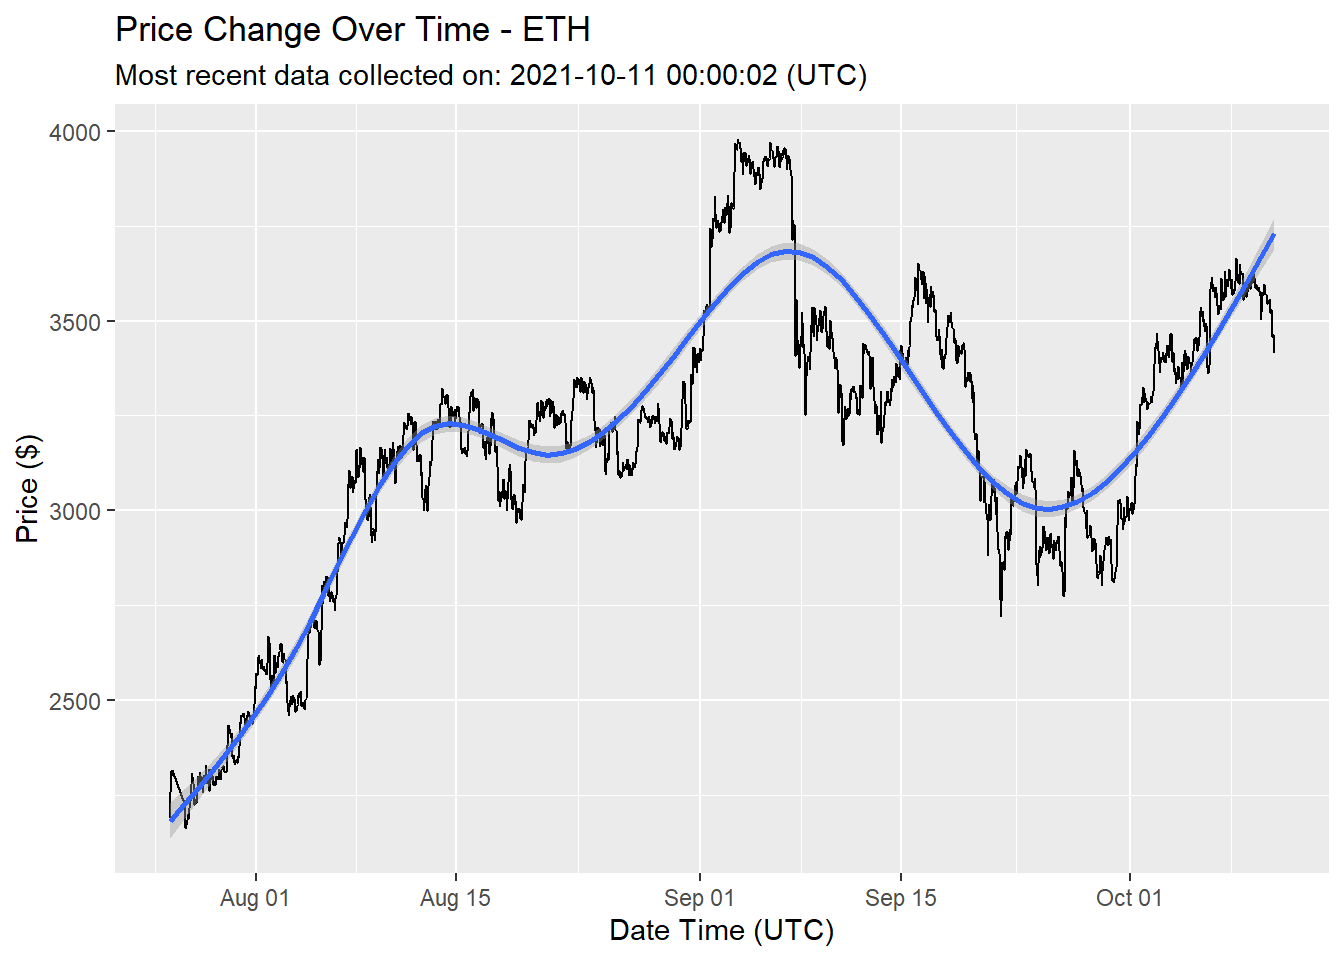 Price Change Over Time - ETH
Most recent data collected on: 2021-10-11 00:00:02 (UTC)
4000
3500
3000
2500
Price ($)
Aug 01
Aug 15
Sep 01
Sep 15
Oct 01
Date Time (UTC)